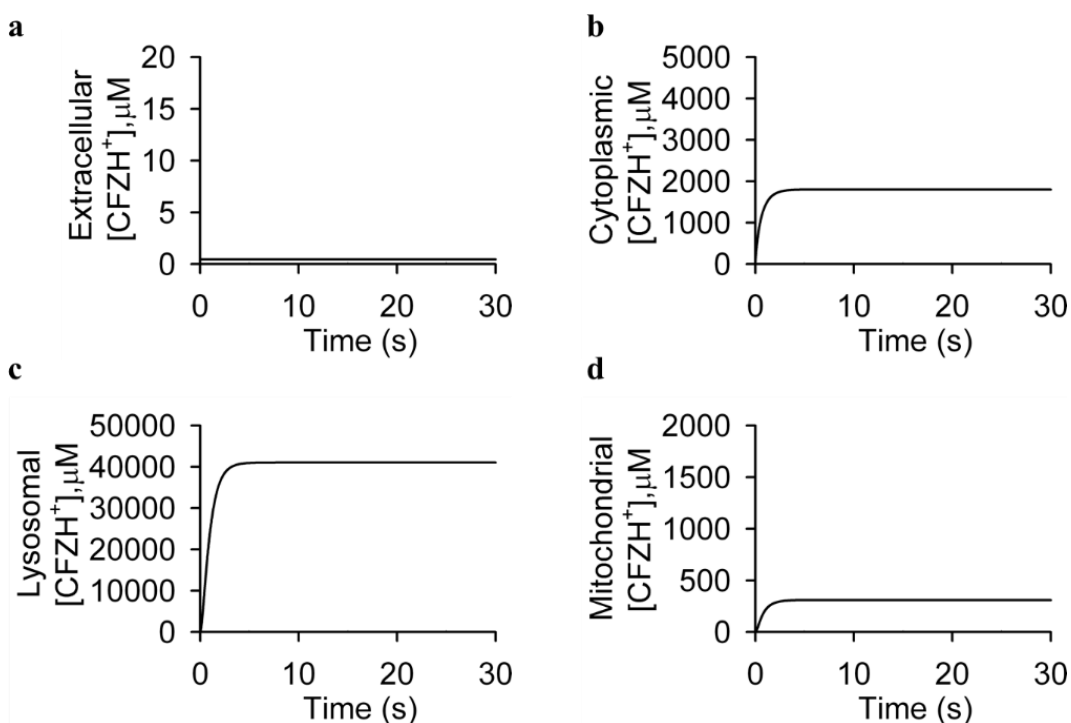 a
Extracellular
[CFZH+],μM
20
15
10
5
0
0 10 20 30
Time (s)
b
Cytoplasmic
[CFZH+],μM
5000
4000
3000
2000
1000
0
0 10 20 30
Time (s)
c
Lysosomal
[CFZH+],μM
50000
40000
30000
20000
10000
0
0 10 20 30
Time (s)
d
Mitochondrial
[CFZH+],μM
2000
1500
1000
500
0
0 10 20 30
Time (s)